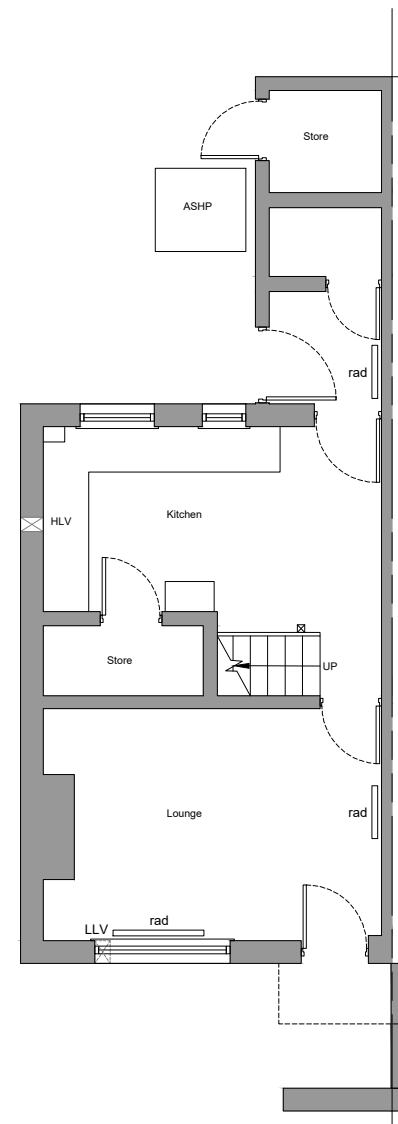 Store
ASHP
rad
Kitchen
HLV
Store
UP
Lounge
rad
rad
LLV